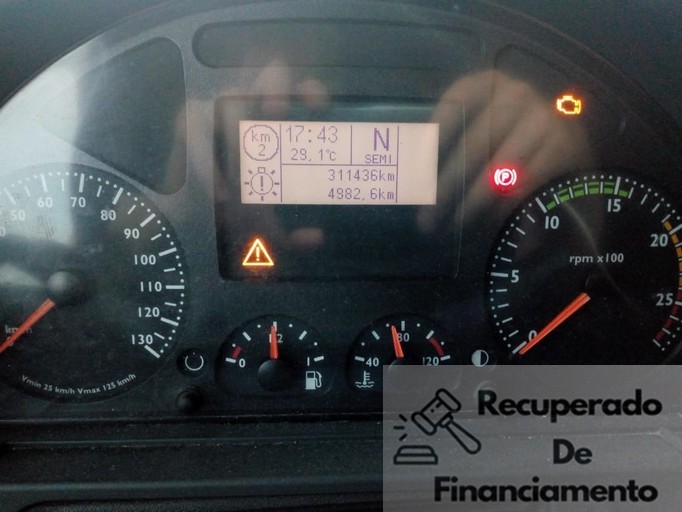 km
2
17:43
29,1°c
N
SEMI
311436km
4982,6km
P
50 60 70 80 90 100 110 120 130
km/h
Vmin 25 km/h Vmax 125 km/h
0 1/2 1
40 80 120
0 5 10 15 20 25
rpm x100
Recuperado
De
Financiamento